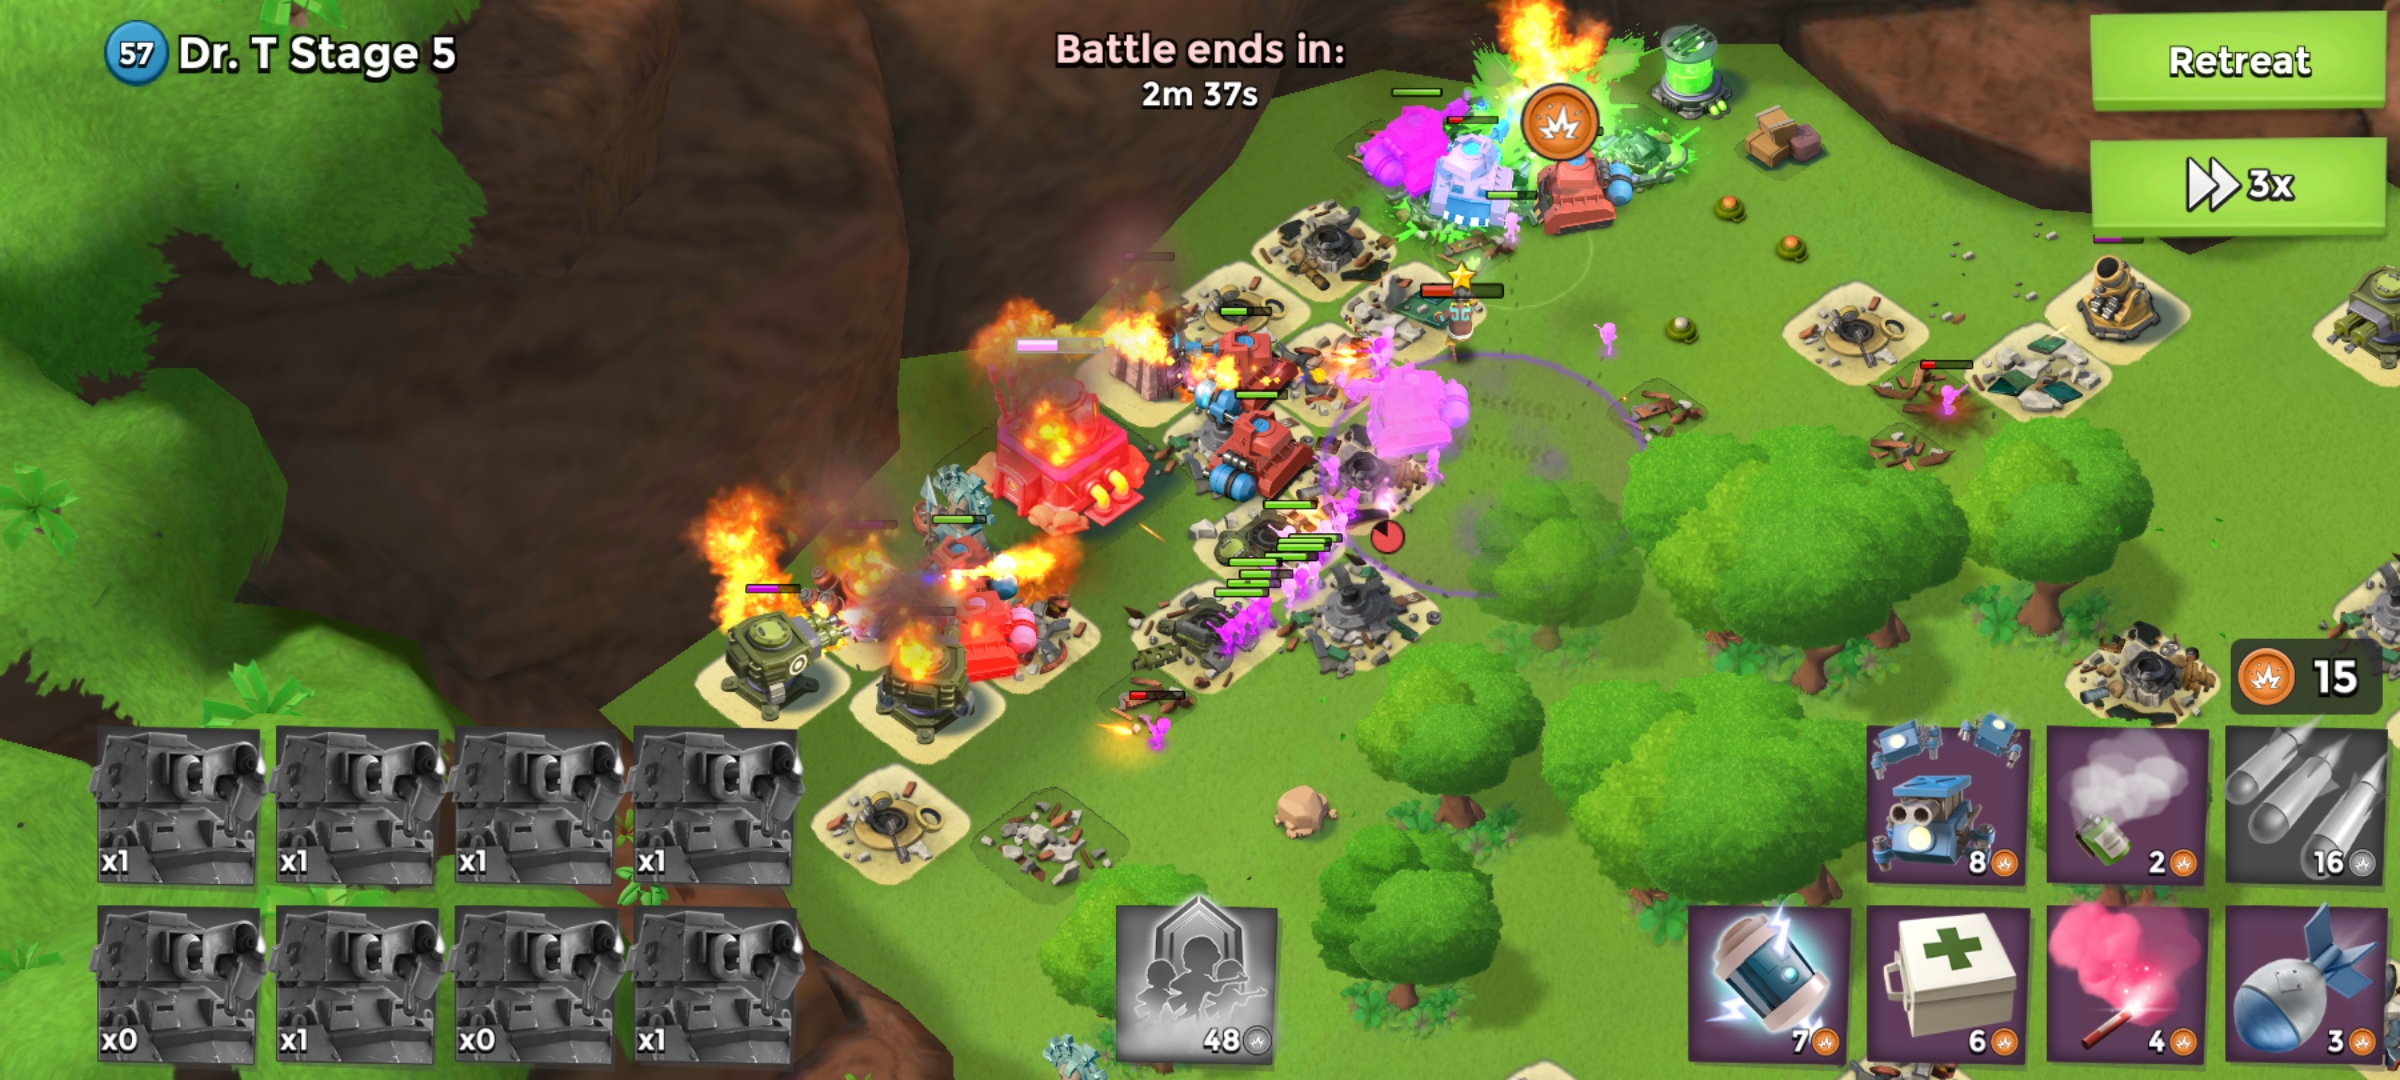 57 Dr. T Stage 5
Battle ends in:
2m 37s
Retreat
3x
52
15
x1
x1
x1
x1
8
2
16
x0
x1
x0
x1
48
7
6
4
3